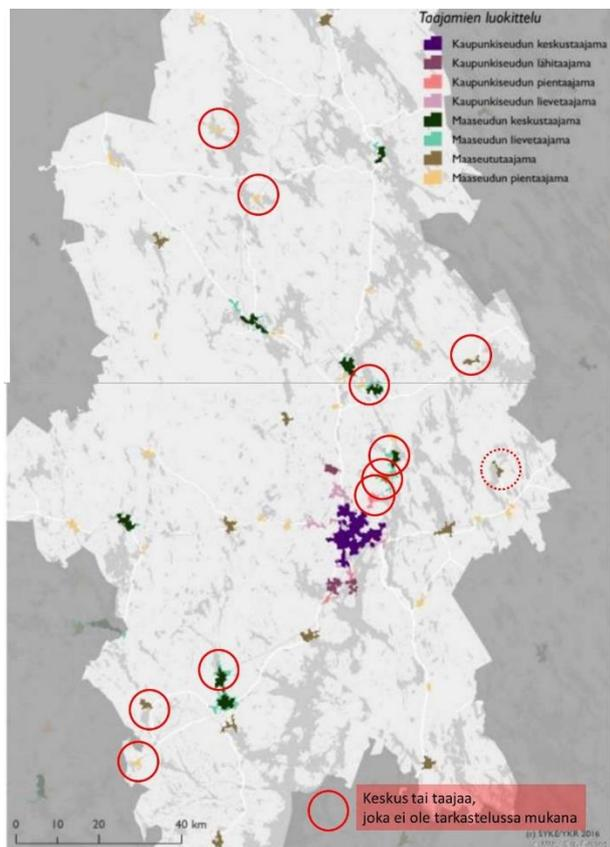 Taajamien luokittelu
Kaupunkiseudun keskustaajama
Kaupunkiseudun lähitaajama
Kaupunkiseudun pientaajama
Kaupunkiseudun lievetaajama
Maaseudun keskustaajama
Maaseudun lievetaajama
Maaseututaajama
Maaseudun pientaajama
Keskus tai taajaa,
joka ei ole tarkastelussa mukana
0 10 20 40 km
(c) SYKE/YKR 2016